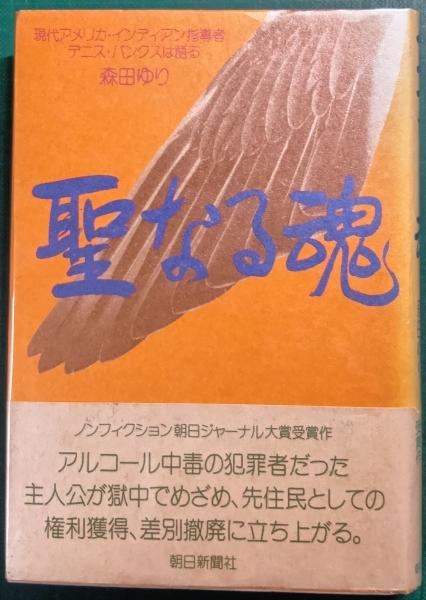 現代アメリカ・インディアン指導者
デニス・バンクスは語る
森田ゆり
聖なる魂
ノンフィクション朝日ジャーナル大賞受賞作
アルコール中毒の犯罪者だった
主人公が獄中でめざめ、先住民としての
権利獲得、差別撤廃に立ち上がる。
朝日新聞社